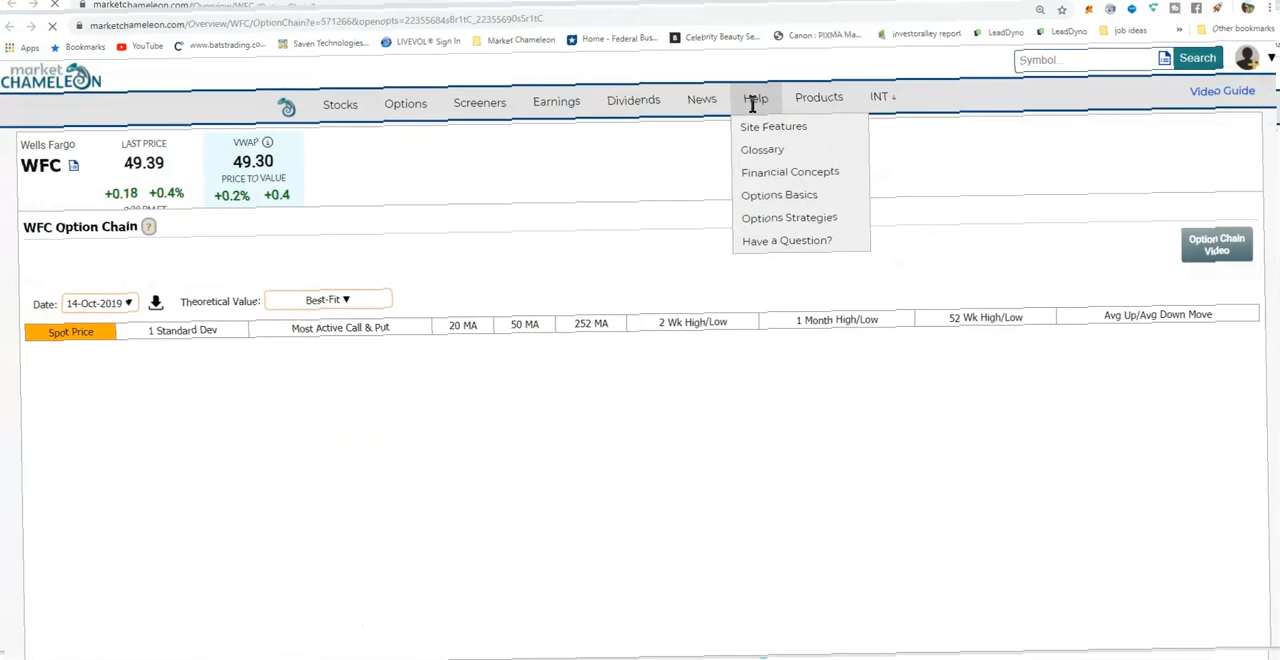 marketchameleon.com/Overview/WFC/OptionChain?
marketchameleon.com/Overview/WFC/OptionChain?e=571266&openopts=22355684sBr1tC_22355690sSr1tC
Apps Bookmarks YouTube www.batstrading.co... Saven Technologies... LIVEVOL® Sign In Market Chameleon Home - Federal Bus... Celebrity Beauty Se... Canon : PIXMA Ma... investoralley report LeadDyno LeadDyno job ideas » Other bookmarks
market
CHAMELEON
Symbol... Search
Stocks Options Screeners Earnings Dividends News Help Products INT
Video Guide
Site Features
Glossary
Financial Concepts
Options Basics
Options Strategies
Have a Question?
Wells Fargo
WFC
LAST PRICE
49.39
+0.18 +0.4%
VWAP
49.30
PRICE TO VALUE
+0.2% +0.4
WFC Option Chain ?
Option Chain
Video
Date: 14-Oct-2019 Theoretical Value: Best-Fit
Spot Price 1 Standard Dev Most Active Call & Put 20 MA 50 MA 252 MA 2 Wk High/Low 1 Month High/Low 52 Wk High/Low Avg Up/Avg Down Move